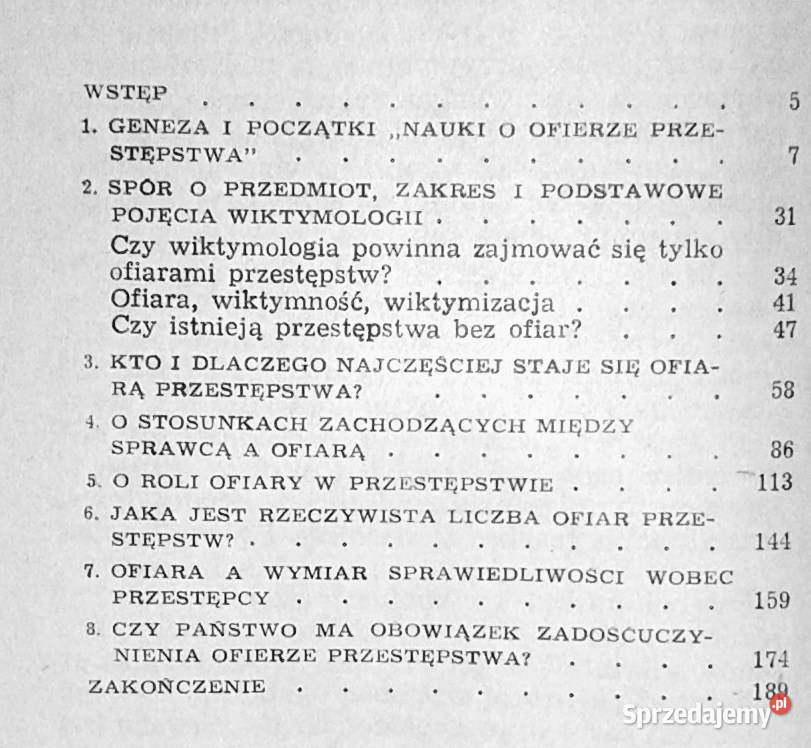 WSTĘP . . . . . . . . . . . . 5
1. GENEZA I POCZĄTKI „NAUKI O OFIERZE PRZE-
STĘPSTWA" . . . . . . . . . . 7
2. SPÓR O PRZEDMIOT, ZAKRES I PODSTAWOWE
POJĘCIA WIKTYMOLOGII . . . . . . . 31
Czy wiktymologia powinna zajmować się tylko
ofiarami przestępstw? . . . . . . . 34
Ofiara, wiktymność, wiktymizacja . . . . 41
Czy istnieją przestępstwa bez ofiar? . . . 47
3. KTO I DLACZEGO NAJCZĘŚCIEJ STAJE SIĘ OFIA-
RĄ PRZESTĘPSTWA? . . . . . . . 58
4. O STOSUNKACH ZACHODZĄCYCH MIĘDZY
SPRAWCĄ A OFIARĄ . . . . . . . . 86
5. O ROLI OFIARY W PRZESTĘPSTWIE . . . . 113
6. JAKA JEST RZECZYWISTA LICZBA OFIAR PRZE-
STĘPSTW? . . . . . . . . . . . 144
7. OFIARA A WYMIAR SPRAWIEDLIWOŚCI WOBEC
PRZESTĘPCY . . . . . . . . . . 159
8. CZY PAŃSTWO MA OBOWIĄZEK ZADOŚĆUCZY-
NIENIA OFIERZE PRZESTĘPSTWA? . . . . 174
ZAKOŃCZENIE . . . . . . . . . . 189
Sprzedajemy .pl